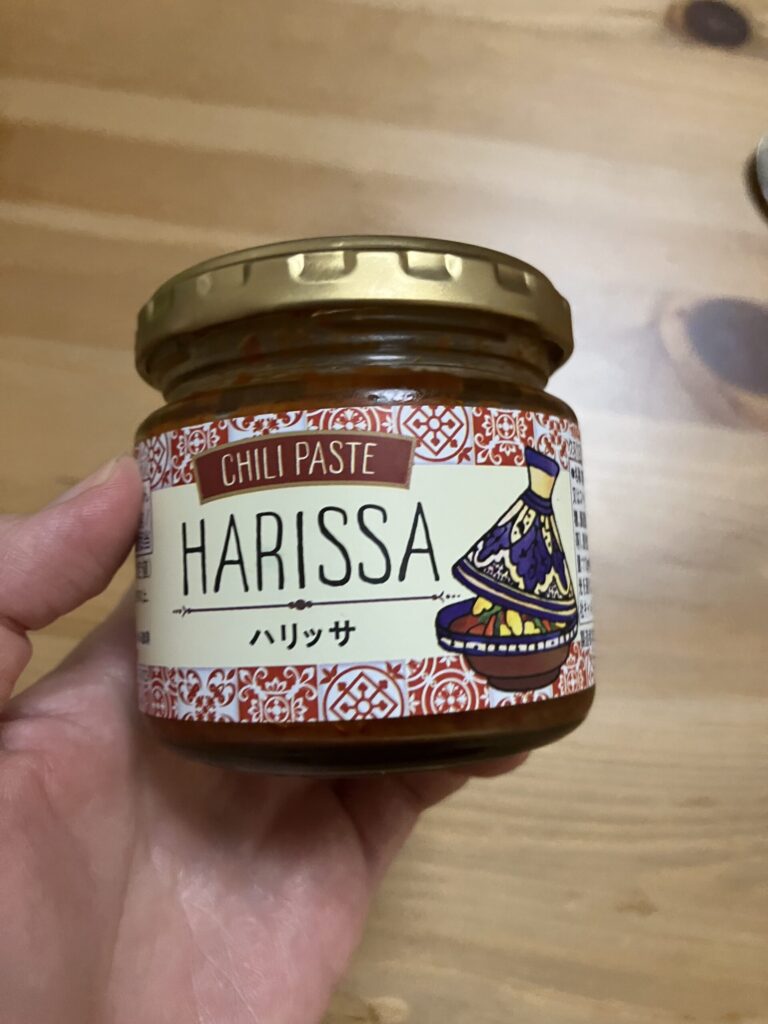 CHILI PASTE
HARISSA
ハリッサ